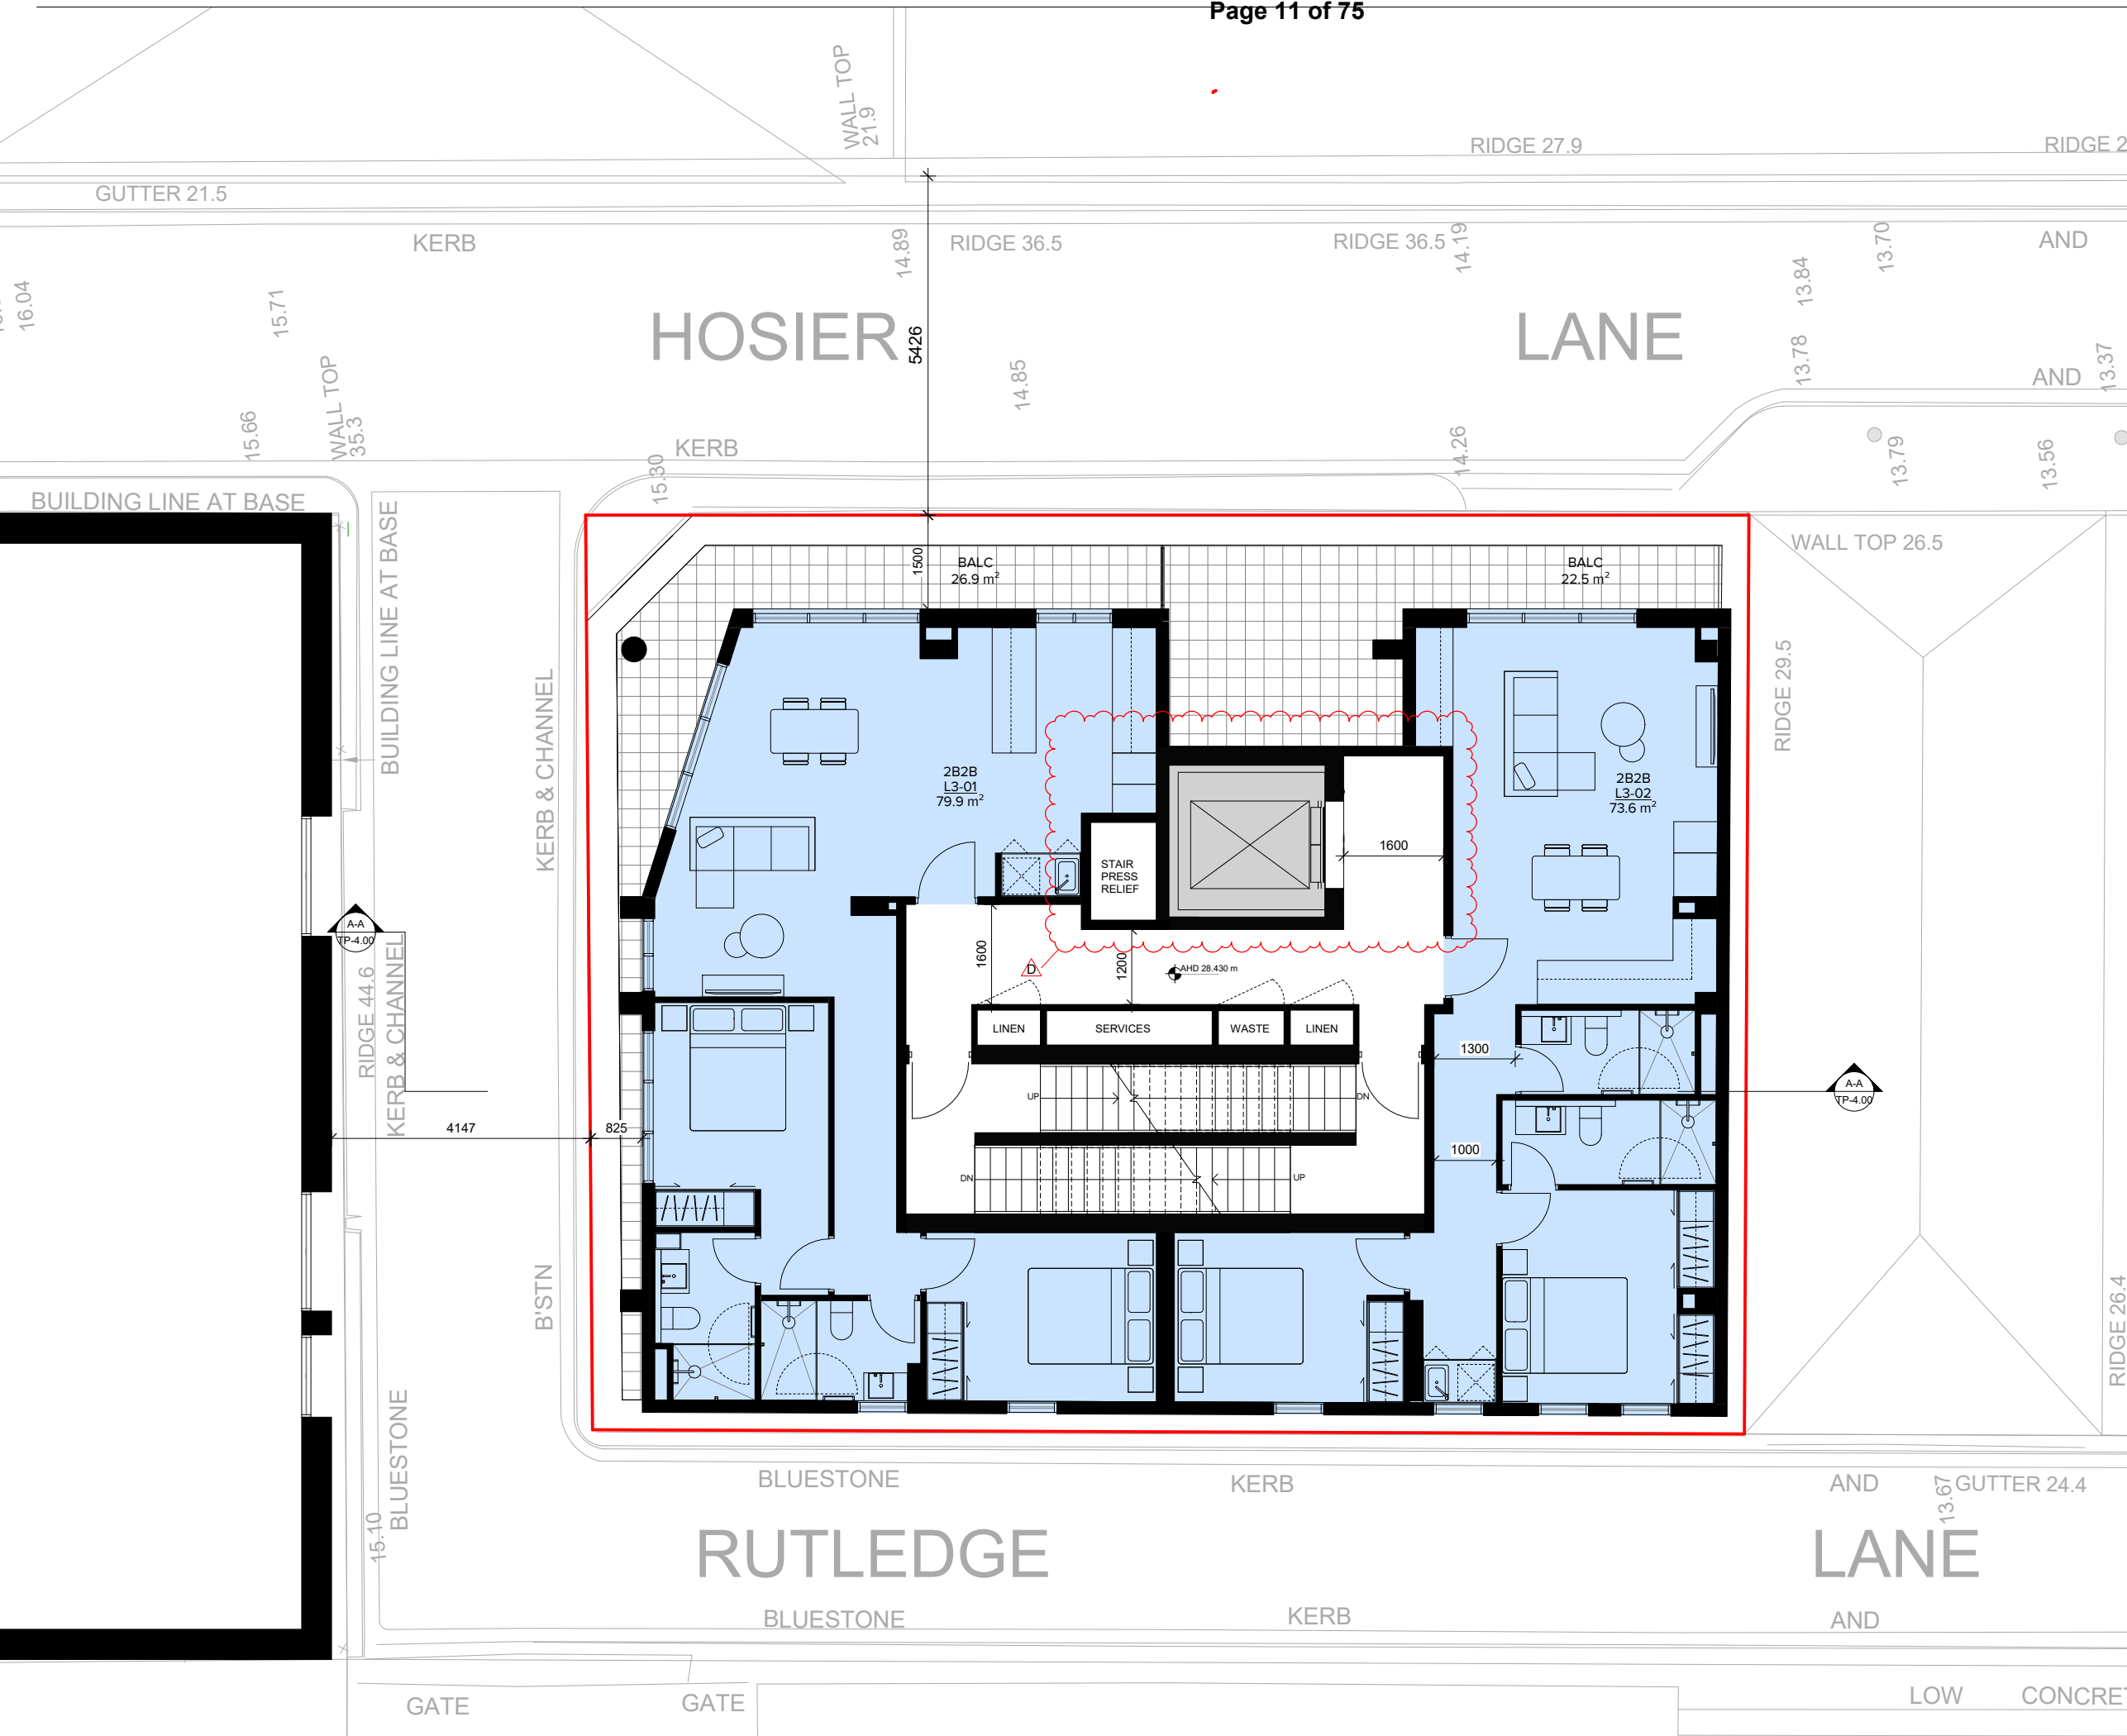 Page 11 of 75
WALL TOP
21.9
RIDGE 27.9
RIDGE 2
GUTTER 21.5
KERB
14.89
RIDGE 36.5
RIDGE 36.5
14.19
13.70
AND
16.04
15.71
13.84
HOSIER
LANE
5426
13.78
13.37
14.85
AND
WALL TOP
35.3
15.66
KERB
15.30
14.26
13.79
13.56
BUILDING LINE AT BASE
BUILDING LINE AT BASE
WALL TOP 26.5
1500
BALC
26.9 m²
BALC
22.5 m²
KERB & CHANNEL
RIDGE 29.5
2B2B
L3-01
79.9 m²
2B2B
L3-02
73.6 m²
STAIR
PRESS
RELIEF
1600
A-A
TP-4.00
1600
1200
D
AHD 28.430 m
RIDGE 44.6
KERB & CHANNEL
LINEN
SERVICES
WASTE
LINEN
1300
UP
DN
A-A
TP-4.00
4147
825
1000
DN
UP
B'STN
RIDGE 26.4
BLUESTONE
BLUESTONE
KERB
AND
13.67
GUTTER 24.4
15.10
RUTLEDGE
LANE
BLUESTONE
KERB
AND
GATE
GATE
LOW
CONCRET